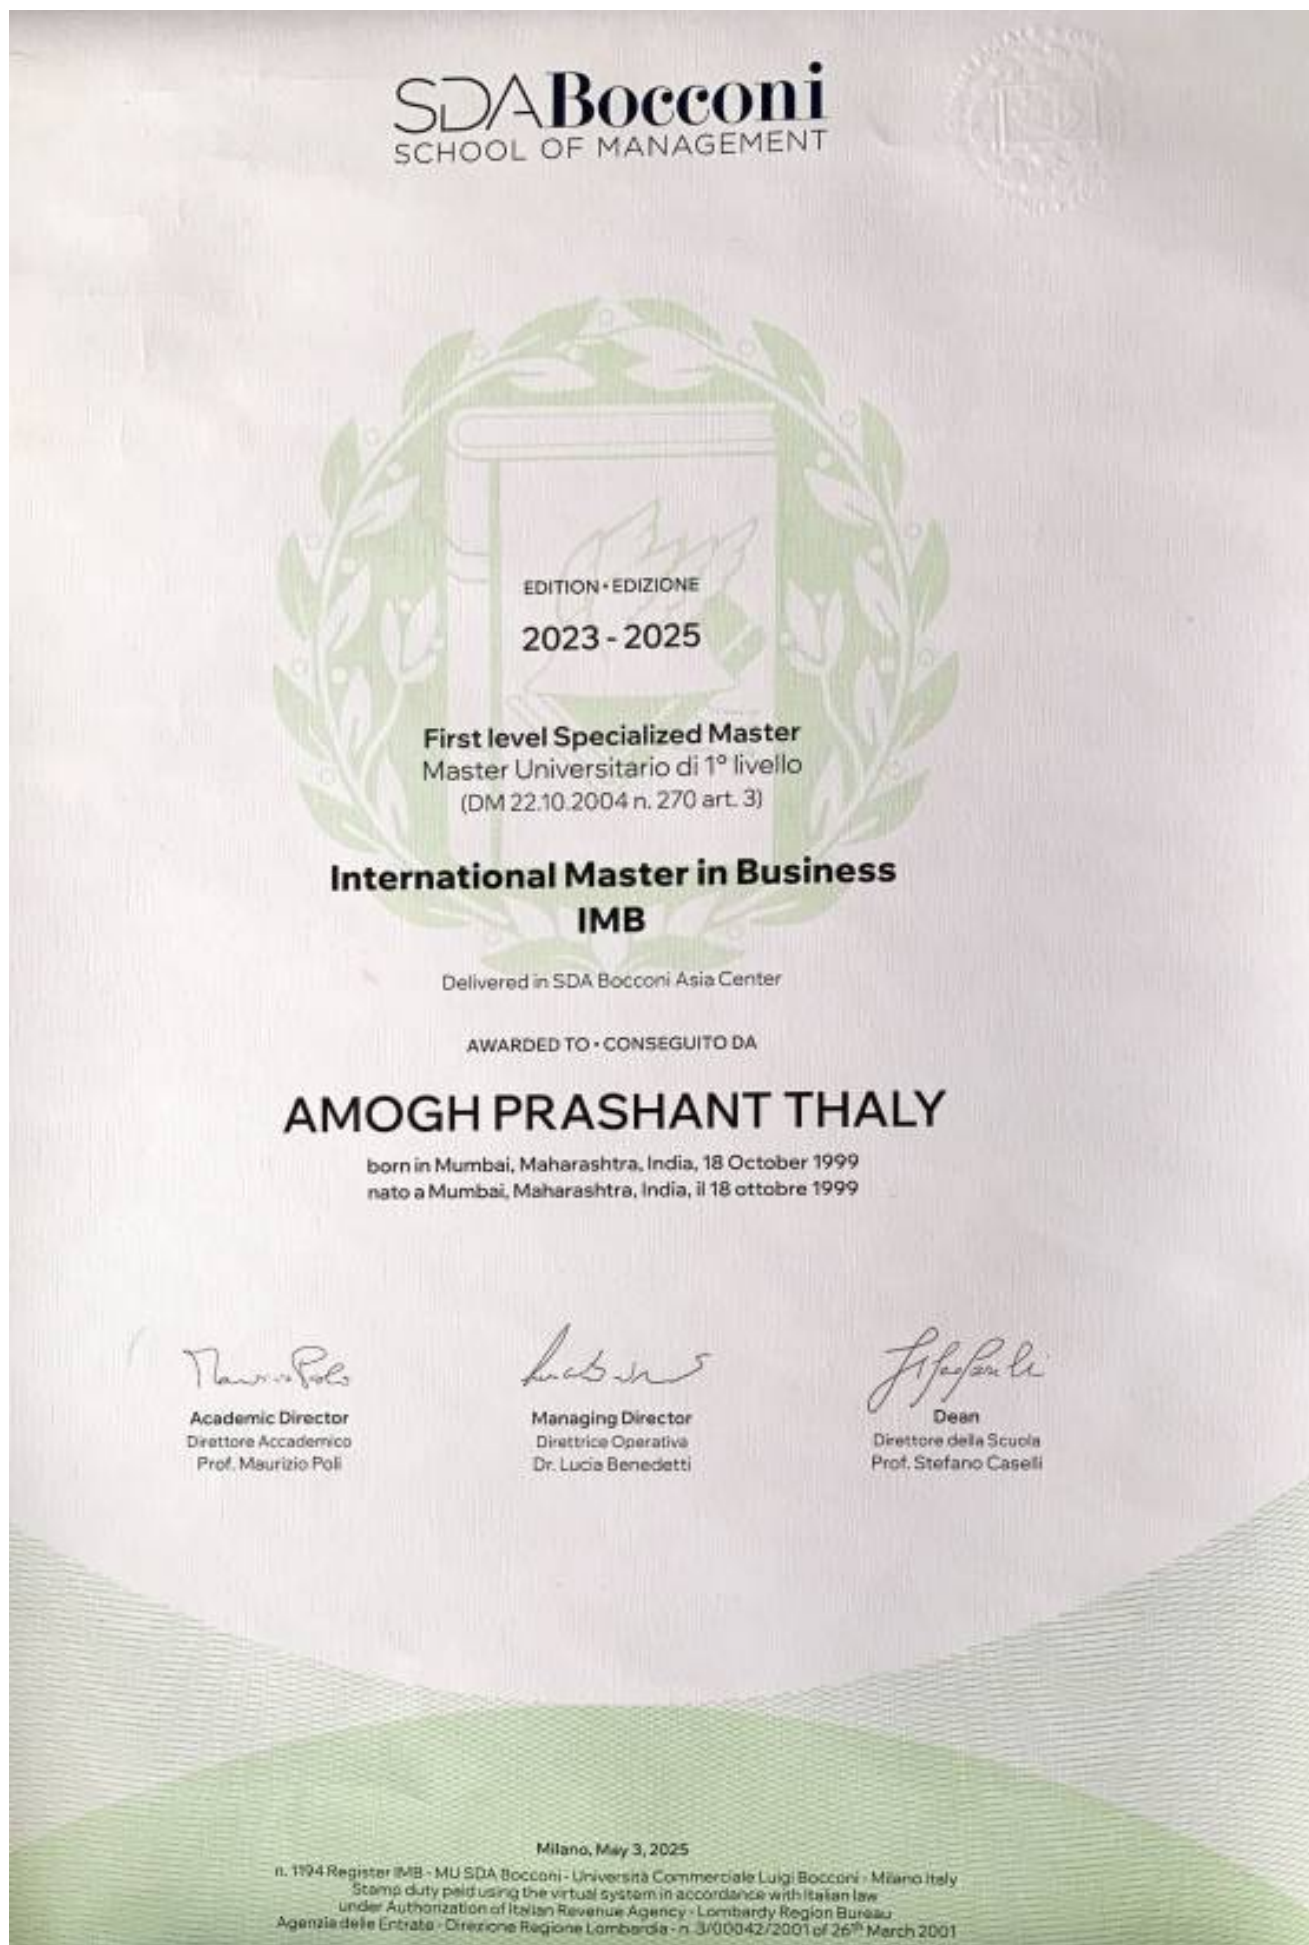 SDABocconi
SCHOOL OF MANAGEMENT
EDITION • EDIZIONE
2023 - 2025
First level Specialized Master
Master Universitario di 1° livello
(DM 22.10.2004 n. 270 art. 3)
International Master in Business
IMB
Delivered in SDA Bocconi Asia Center
AWARDED TO • CONSEGUITO DA
AMOGH PRASHANT THALY
born in Mumbai, Maharashtra, India, 18 October 1999
nato a Mumbai, Maharashtra, India, il 18 ottobre 1999
Academic Director
Direttore Accademico
Prof. Maurizio Poli
Managing Director
Direttrice Operativa
Dr. Lucia Benedetti
Dean
Direttore della Scuola
Prof. Stefano Caselli
Milano, May 3, 2025
n. 1194 Register IMB - MU SDA Bocconi - Università Commerciale Luigi Bocconi - Milano Italy
Stamp duty paid using the virtual system in accordance with Italian law
under Authorization of Italian Revenue Agency - Lombardy Region Bureau
Agenzia delle Entrate - Direzione Regione Lombardia - n. 3/00042/2001 of 26th March 2001